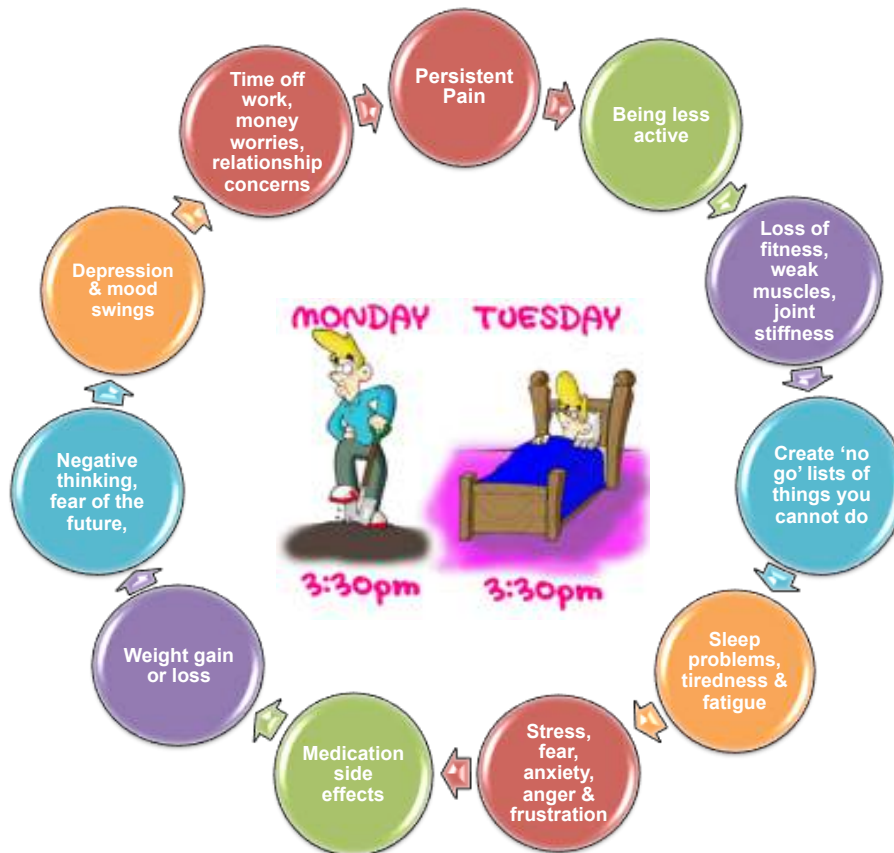 Persistent
Pain
Being less
active
Loss of
fitness,
weak
muscles,
joint
stiffness
Create ‘no
go’ lists of
things you
cannot do
Sleep
problems,
tiredness &
fatigue
Stress,
fear,
anxiety,
anger &
frustration
Medication
side
effects
Weight gain
or loss
Negative
thinking,
fear of the
future,
Depression
& mood
swings
Time off
work,
money
worries,
relationship
concerns
MONDAY
TUESDAY
3:30pm
3:30pm